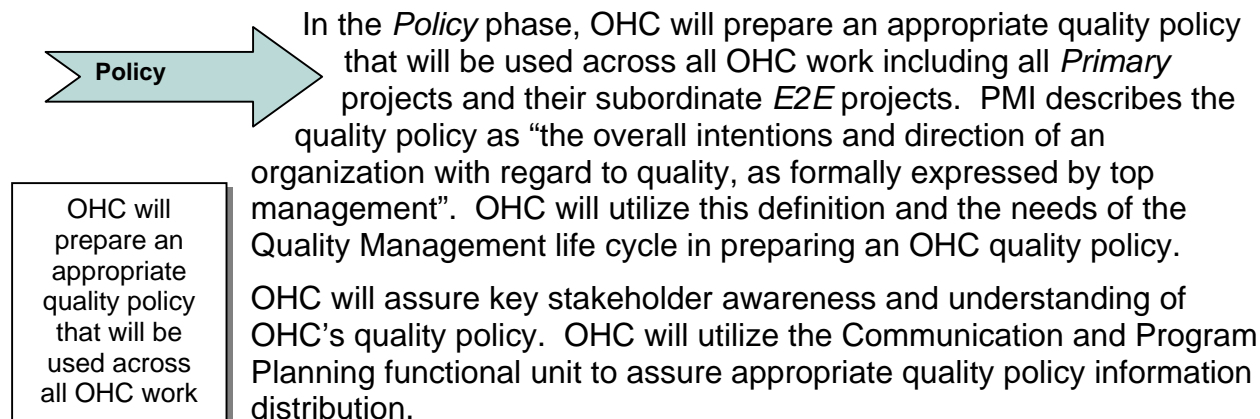 Policy
In the Policy phase, OHC will prepare an appropriate quality policy
that will be used across all OHC work including all Primary
projects and their subordinate E2E projects.  PMI describes the
quality policy as “the overall intentions and direction of an
organization with regard to quality, as formally expressed by top
management”.  OHC will utilize this definition and the needs of the
Quality Management life cycle in preparing an OHC quality policy.
OHC will assure key stakeholder awareness and understanding of
OHC’s quality policy.  OHC will utilize the Communication and Program
Planning functional unit to assure appropriate quality policy information
distribution.
OHC will
prepare an
appropriate
quality policy
that will be
used across
all OHC work